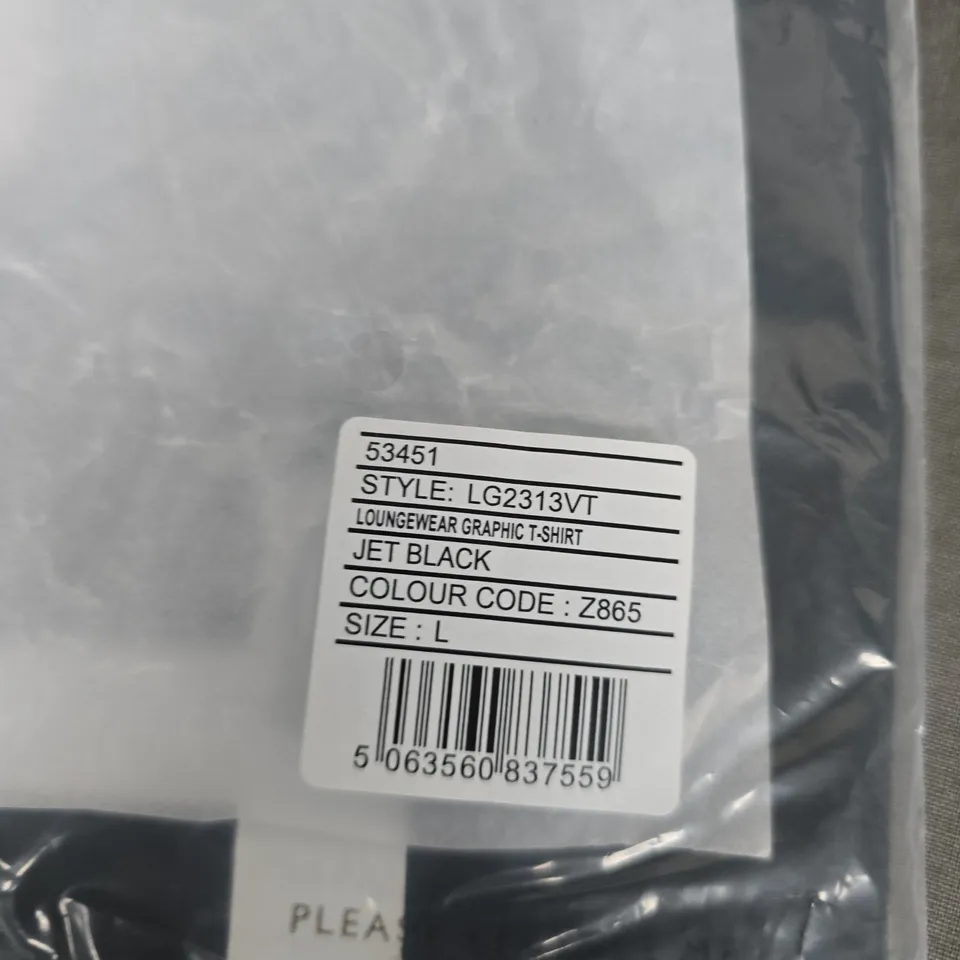 53451
STYLE: LG2313VT
LOUNGEWEAR GRAPHIC T-SHIRT
JET BLACK
COLOUR CODE : Z865
SIZE : L
5 063560 837559